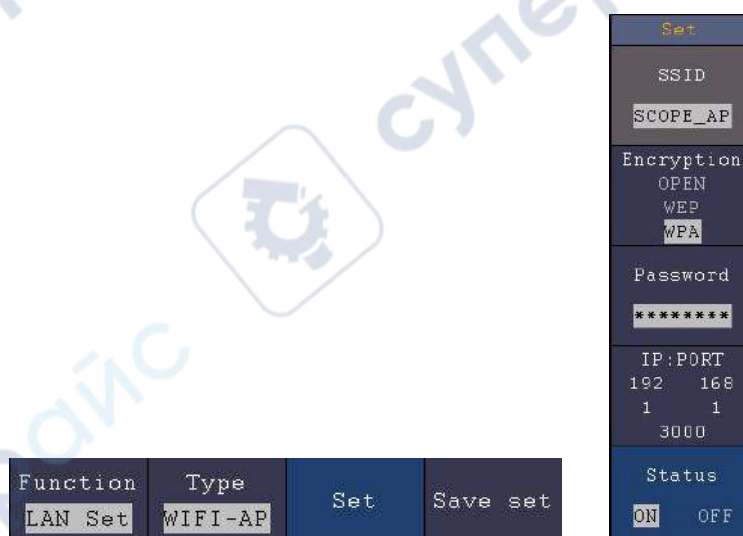 Set
SSID
SCOPE_AP
Encryption
OPEN
WEP
WPA
Password
********
IP:PORT
192 168
1 1
3000
Status
ON OFF
Function Type Set Save set
LAN Set WIFI-AP